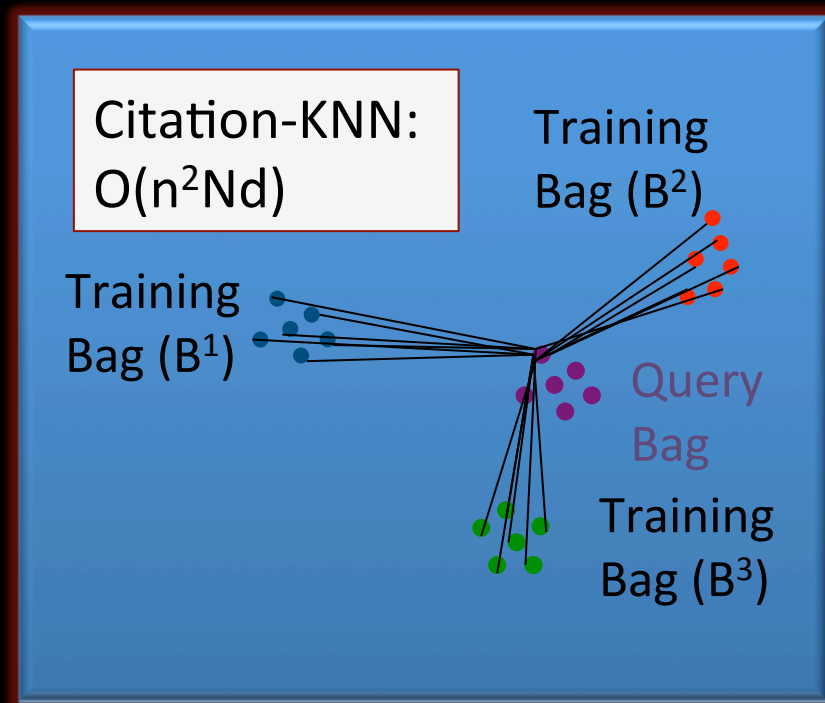 Citation-KNN:
O(n²Nd)
Training
Bag (B²)
Training
Bag (B¹)
Query
Bag
Training
Bag (B³)